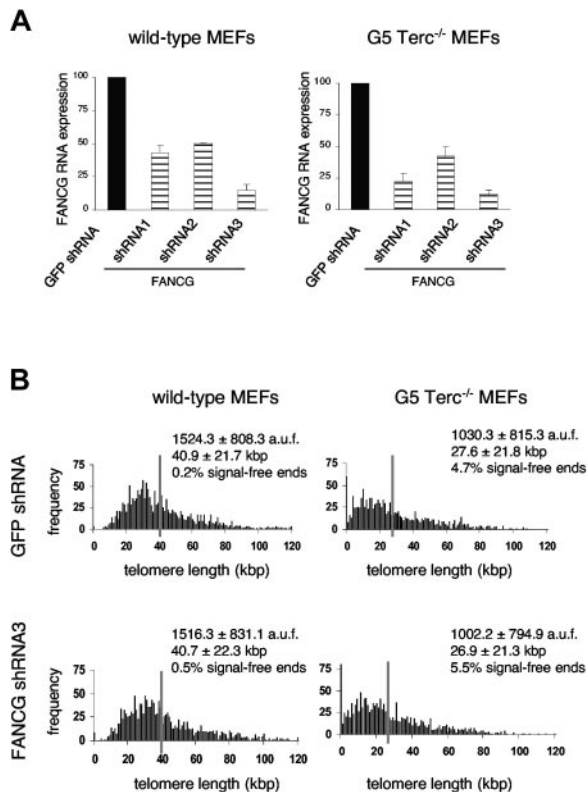 A
wild-type MEFs
G5 Terc-/- MEFs
FANCG RNA expression
100
75
50
25
0
GFP shRNA
shRNA1
shRNA2
shRNA3
FANCG
FANCG RNA expression
100
75
50
25
0
GFP shRNA
shRNA1
shRNA2
shRNA3
FANCG
B
wild-type MEFs
G5 Terc-/- MEFs
GFP shRNA
1524.3 ± 808.3 a.u.f.
40.9 ± 21.7 kbp
0.2% signal-free ends
frequency
75
50
25
0 20 40 60 80 100 120
telomere length (kbp)
1030.3 ± 815.3 a.u.f.
27.6 ± 21.8 kbp
4.7% signal-free ends
75
50
25
0 20 40 60 80 100 120
telomere length (kbp)
FANCG shRNA3
1516.3 ± 831.1 a.u.f.
40.7 ± 22.3 kbp
0.5% signal-free ends
frequency
75
50
25
0 20 40 60 80 100 120
telomere length (kbp)
1002.2 ± 794.9 a.u.f.
26.9 ± 21.3 kbp
5.5% signal-free ends
75
50
25
0 20 40 60 80 100 120
telomere length (kbp)